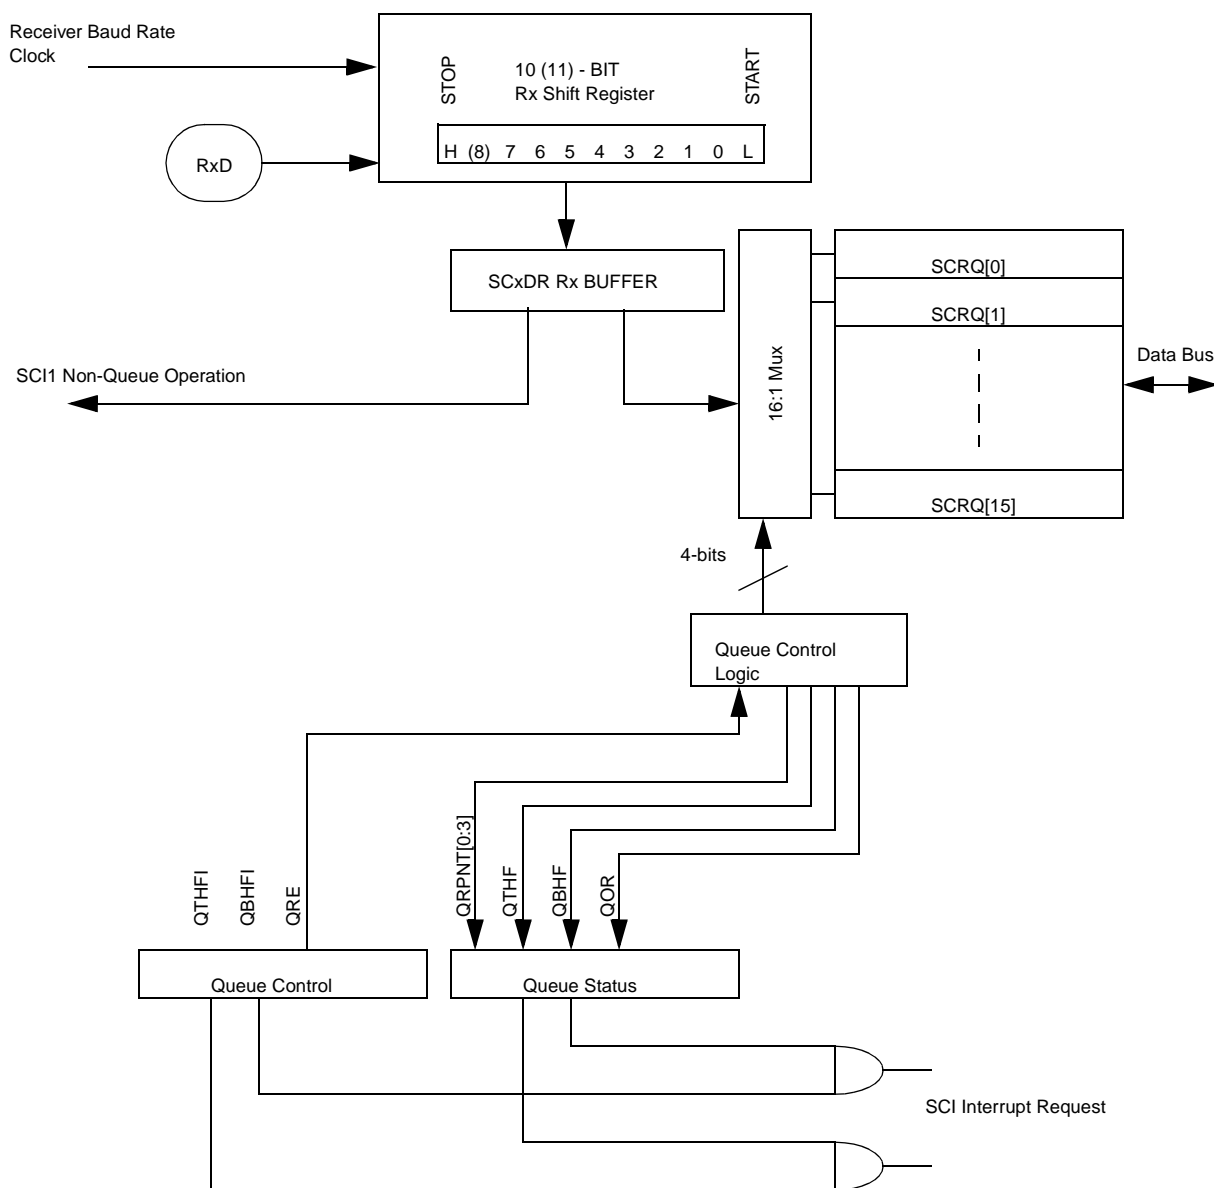 Receiver Baud Rate
Clock
STOP
10 (11) - BIT
Rx Shift Register
START
H (8) 7 6 5 4 3 2 1 0 L
RxD
SCxDR Rx BUFFER
16:1 Mux
SCRQ[0]
SCRQ[1]
SCRQ[15]
Data Bus
SCI1 Non-Queue Operation
4-bits
Queue Control
Logic
QTHFI
QBHFI
QRE
QRPNT[0:3]
QTHF
QBHF
QOR
Queue Control
Queue Status
SCI Interrupt Request